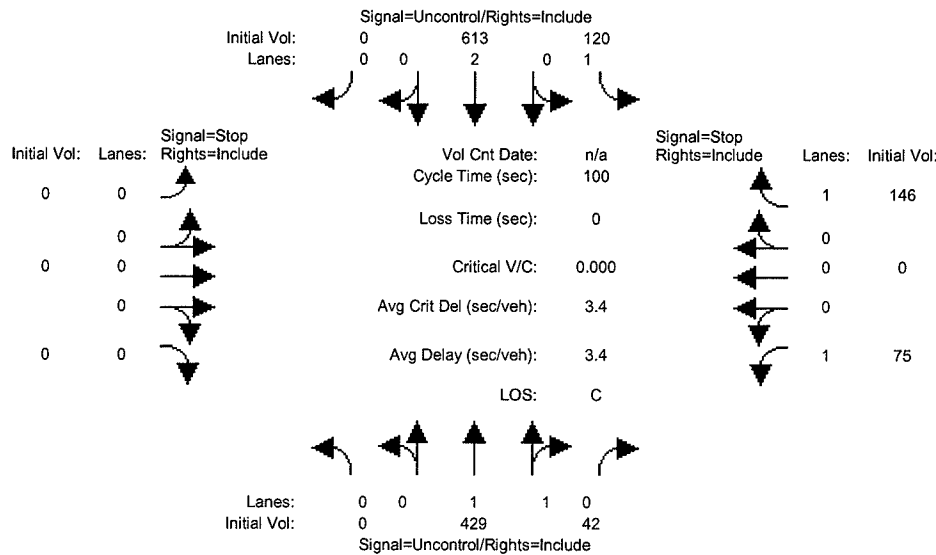 Signal=Uncontrol/Rights=Include
Initial Vol: 0 613 120
Lanes: 0 0 2 0 1
Signal=Stop
Initial Vol: Lanes: Rights=Include
0 0
0
0 0
0
0 0
Vol Cnt Date: n/a
Cycle Time (sec): 100
Loss Time (sec): 0
Critical V/C: 0.000
Avg Crit Del (sec/veh): 3.4
Avg Delay (sec/veh): 3.4
LOS: C
Signal=Stop
Rights=Include Lanes: Initial Vol:
1 146
0
0 0
0
1 75
Lanes: 0 0 1 1 0
Initial Vol: 0 429 42
Signal=Uncontrol/Rights=Include